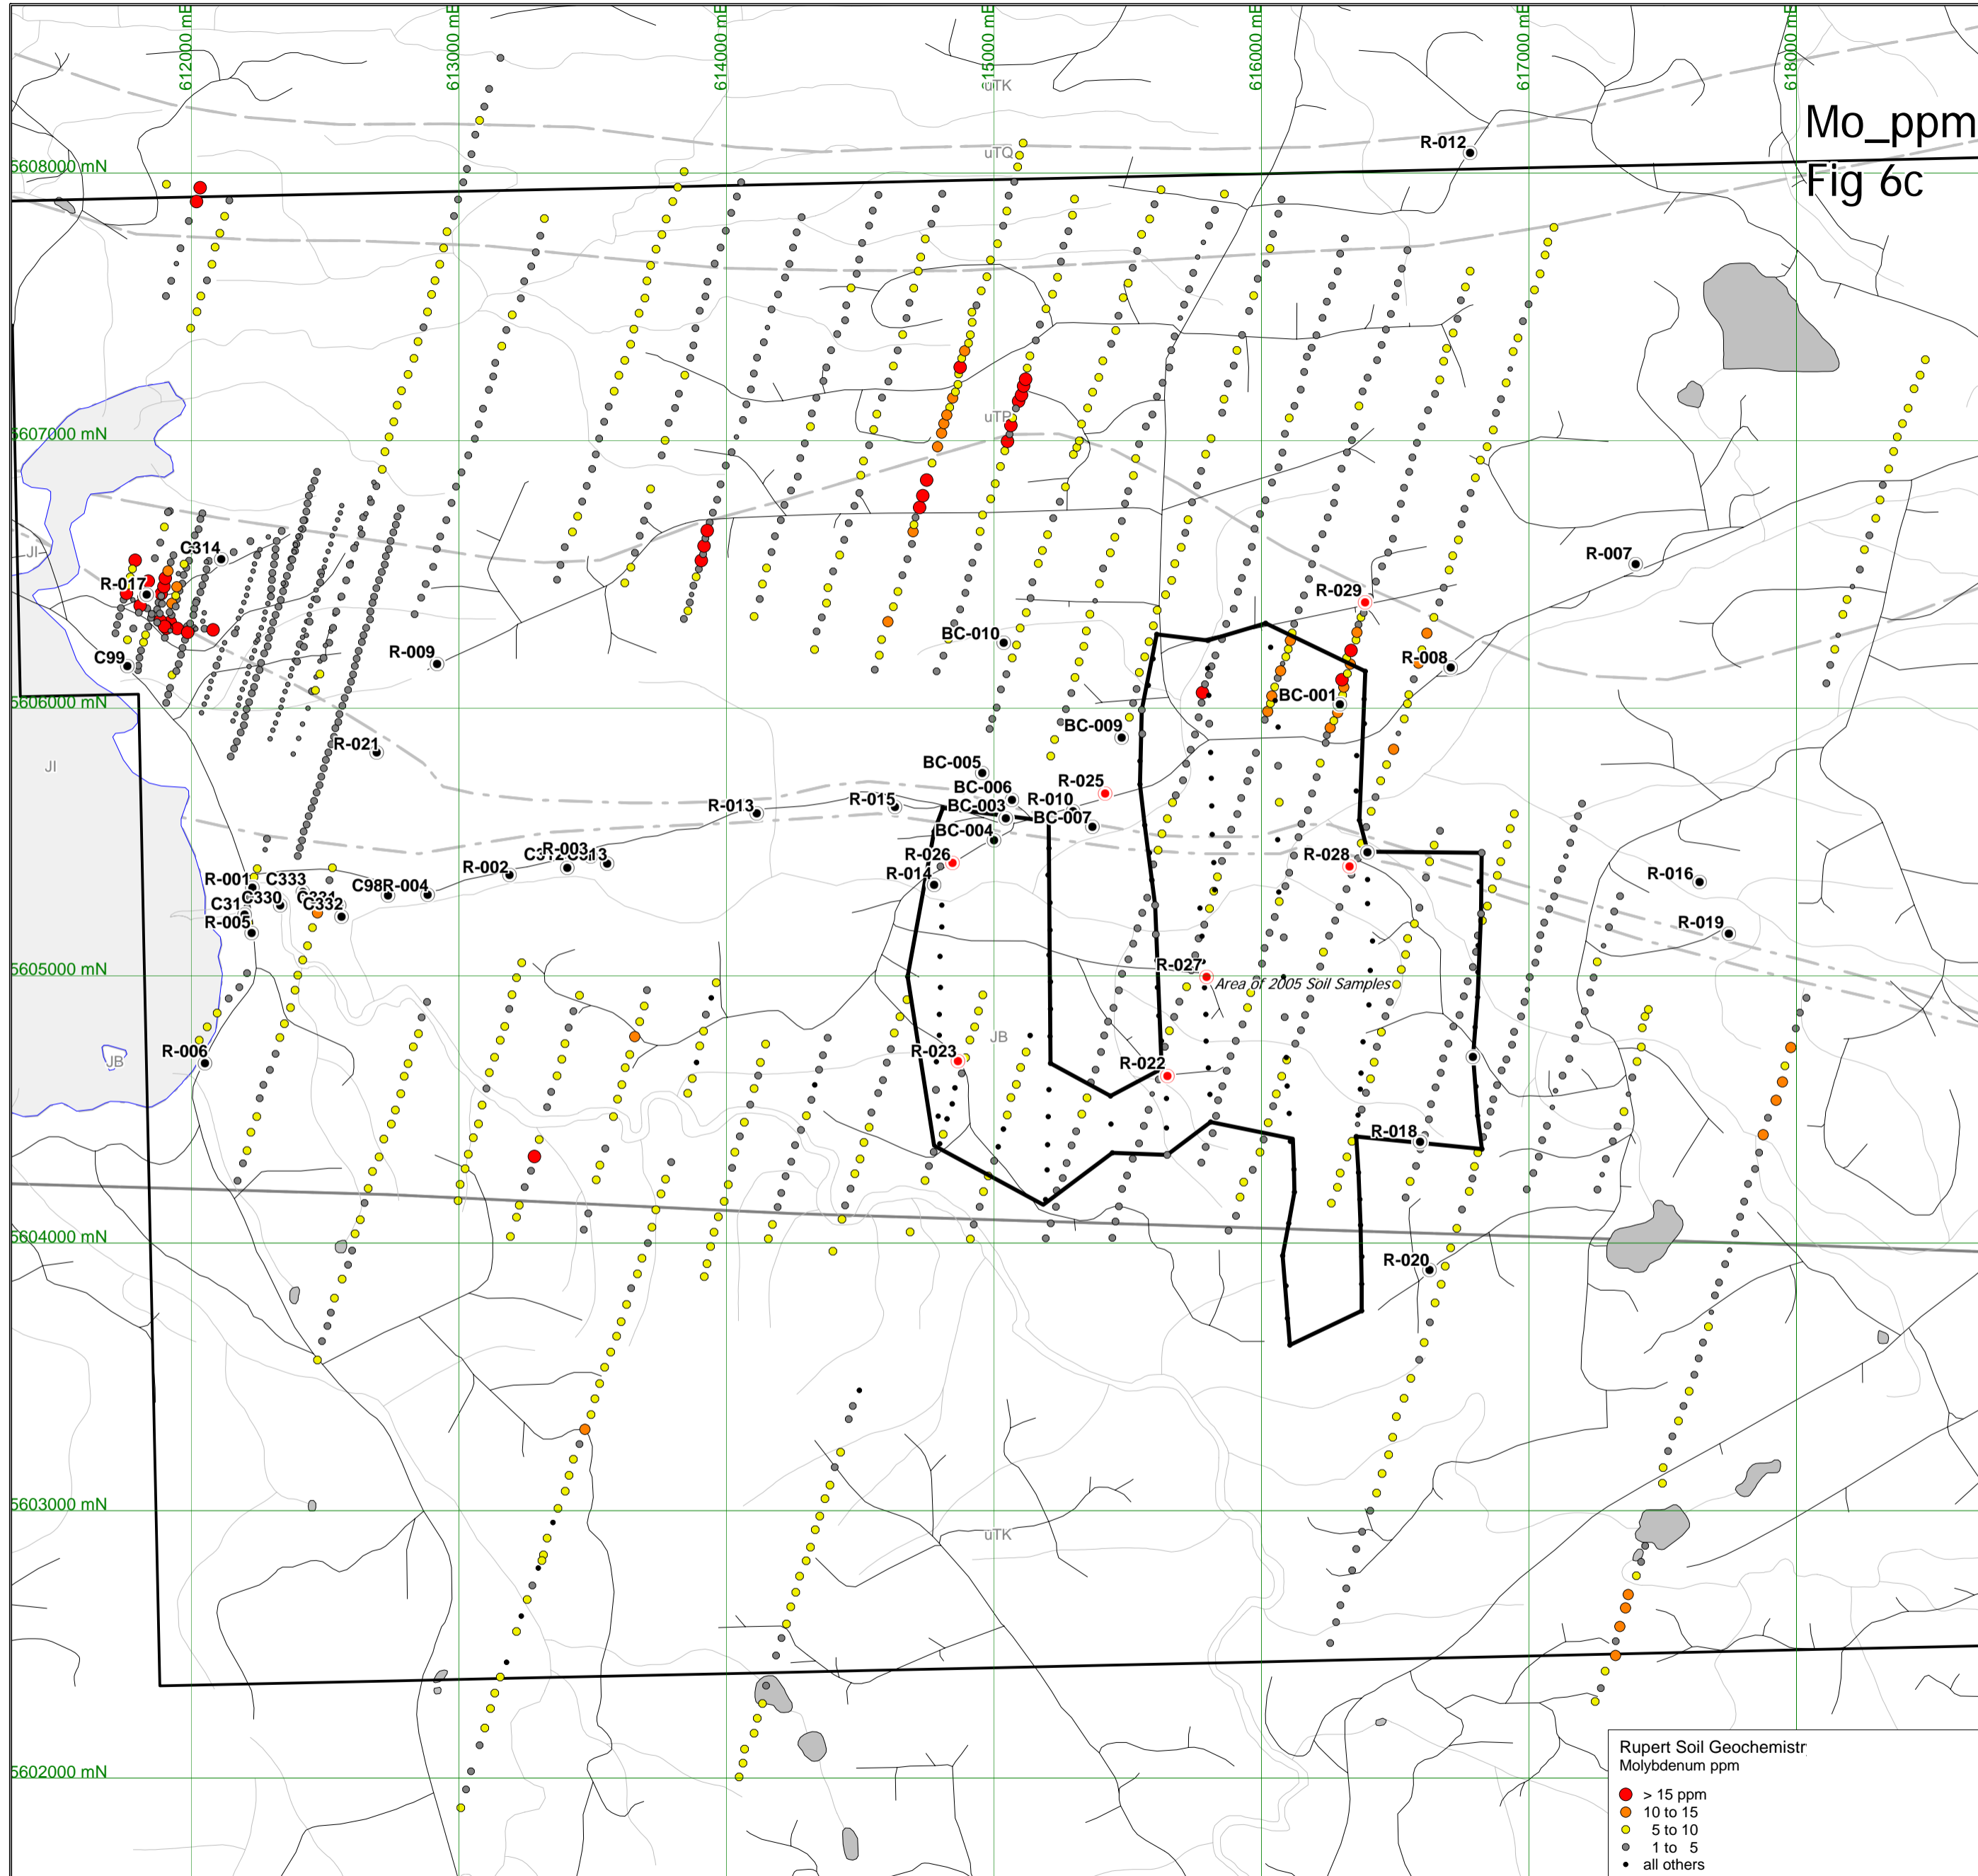 612000 mE
613000 mE
614000 mE
615000 mE
616000 mE
617000 mE
618000 mE
uTK
Mo_ppm
Fig 6c
R-012
uTQ
5608000 mN
uTP
5607000 mN
JI
C314
R-017
R-007
R-029
BC-010
C99
R-009
R-008
BC-001
5606000 mN
BC-009
R-021
JI
BC-005
BC-006
R-025
R-013
R-015
BC-003
R-010
BC-007
BC-004
R-003
R-026
R-028
R-002
R-014
R-001
C333
C98
R-004
R-016
C330
C332
R-005
R-019
R-027
5605000 mN
Area of 2005 Soil Samples
JB
R-006
JB
R-023
R-022
R-018
5604000 mN
R-020
5603000 mN
uTK
5602000 mN
Rupert Soil Geochemistr
Molybdenum ppm
> 15 ppm
10 to 15
5 to 10
1 to 5
all others